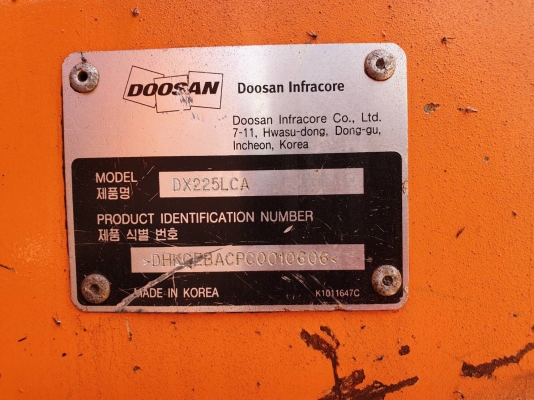 DOOSAN Doosan Infracore
Doosan Infracore Co., Ltd.
7-11, Hwasu-dong, Dong-gu,
Incheon, Korea
MODEL
제품명
DX225LCA
PRODUCT IDENTIFICATION NUMBER
제품 식별 번호
MADE IN KOREA
K1011647C